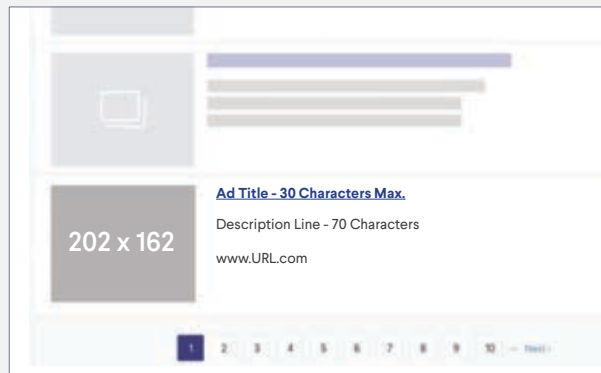 Ad Title - 30 Characters Max.
202 x 162
Description Line - 70 Characters
www.URL.com
1 2 3 4 5 6 7 8 9 10 Next